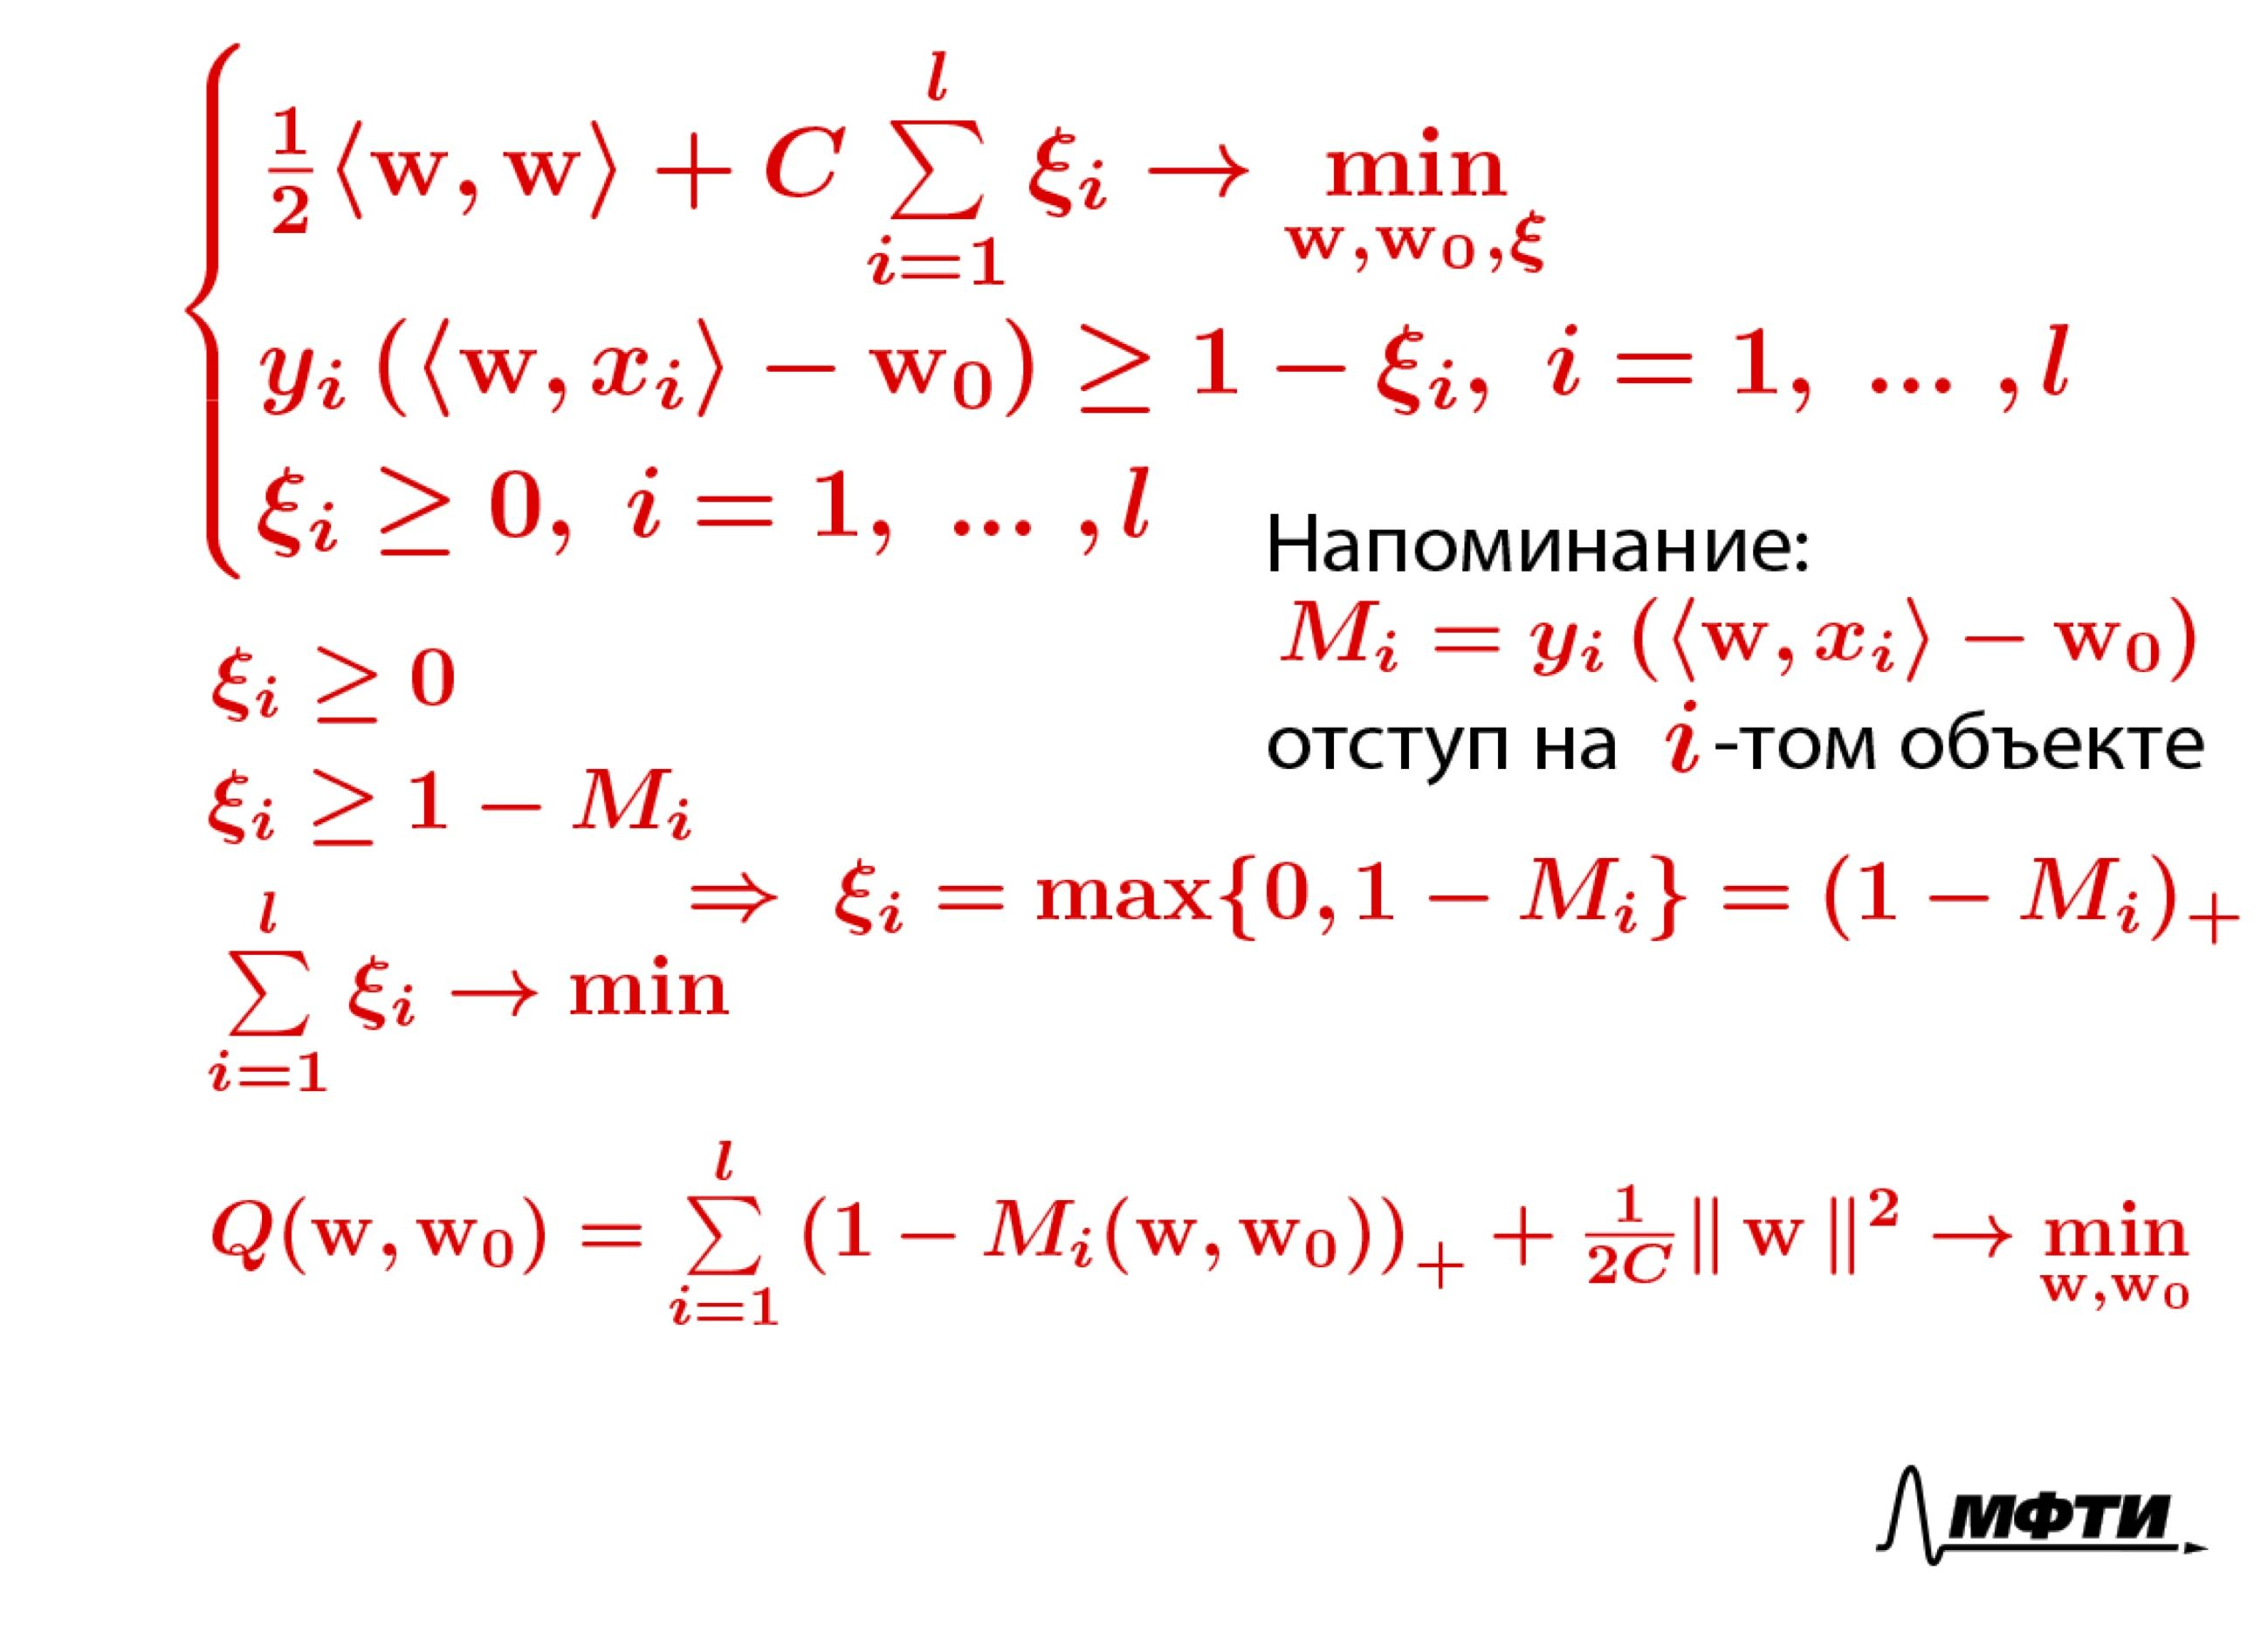 ½⟨w, w⟩ + C ∑_{i=1}^{l} ξ_i → min_{w,w_0,ξ}
y_i (⟨w, x_i⟩ − w_0) ≥ 1 − ξ_i, i = 1, ... , l
ξ_i ≥ 0, i = 1, ... , l
Напоминание:
M_i = y_i (⟨w, x_i⟩ − w_0)
отступ на i -том объекте
ξ_i ≥ 0
ξ_i ≥ 1 − M_i
∑_{i=1}^{l} ξ_i → min
⇒ ξ_i = max{0, 1 − M_i} = (1 − M_i)_+
Q(w, w_0) = ∑_{i=1}^{l} (1 − M_i(w, w_0))_+ + \frac{1}{2C} ‖ w ‖² → min_{w,w_0}
МФТИ